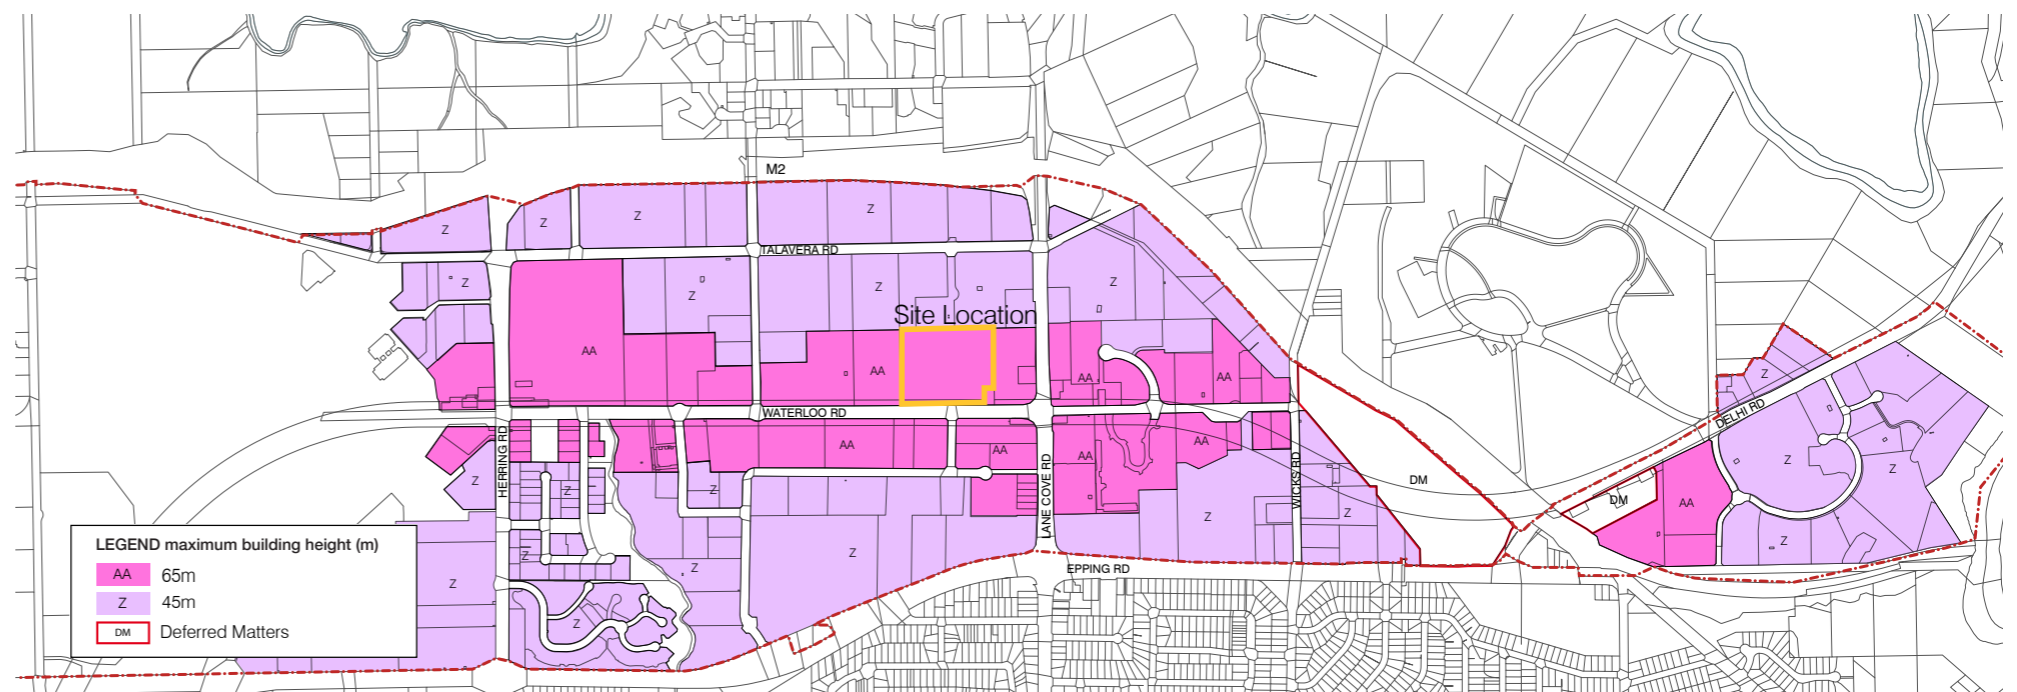 M2
Z
Z
Z
Z
TALAVERA RD
Z
Z
Z
Z
Site Location
AA
AA
AA
AA
Z
DELHI RD
WATERLOO RD
HERRING RD
AA
AA
AA
AA
LANE COVE RD
WICKS RD
Z
Z
Z
DM
DM
AA
Z
Z
Z
Z
Z
Z
Z
Z
Z
Z
EPPING RD
LEGEND maximum building height (m)
AA 65m
Z 45m
DM Deferred Matters